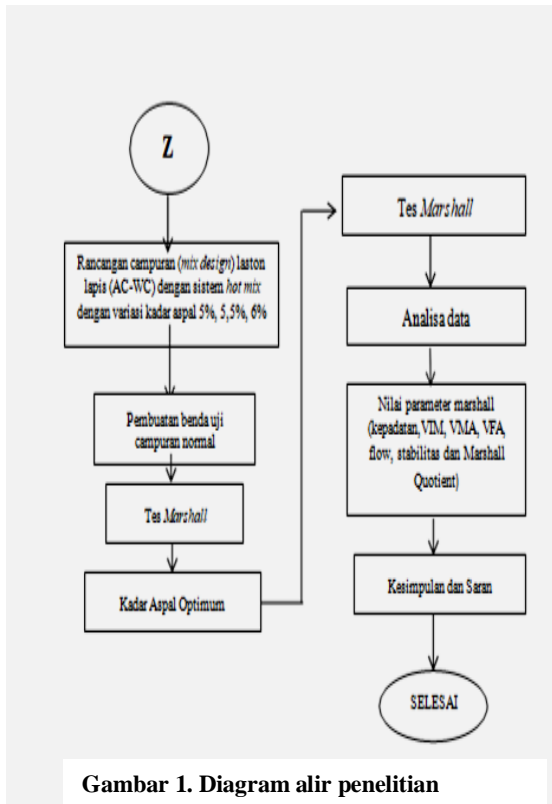 Z
Rancangan campuran (mix design) laston
lapis (AC-WC) dengan sistem hot mix
dengan variasi kadar aspal 5%, 5,5%, 6%
Pembuatan benda uji
campuran normal
Tes Marshall
Kadar Aspal Optimum
Tes Marshall
Analisa data
Nilai parameter marshall
(kepadatan, VIM, VMA, VFA,
flow, stabilitas dan Marshall
Quotient)
Kesimpulan dan Saran
SELESAI
Gambar 1. Diagram alir penelitian